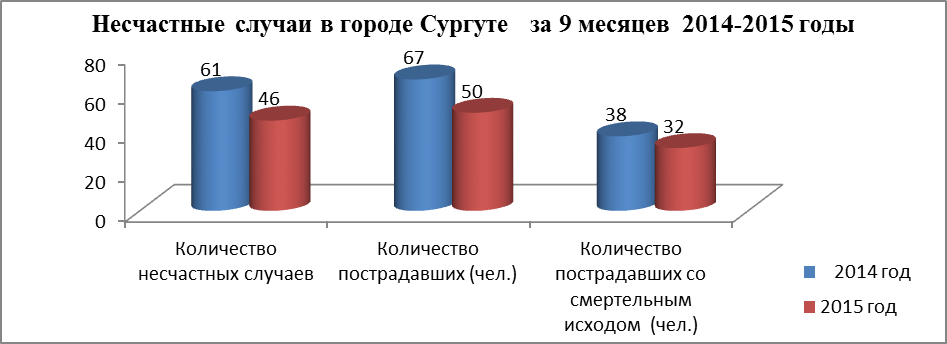 Несчастные случаи в городе Сургуте за 9 месяцев 2014-2015 годы
80
60
40
20
0
61
46
67
50
38
32
Количество
несчастных случаев
Количество
пострадавших (чел.)
Количество
пострадавших со
смертельным
исходом (чел.)
2014 год
2015 год